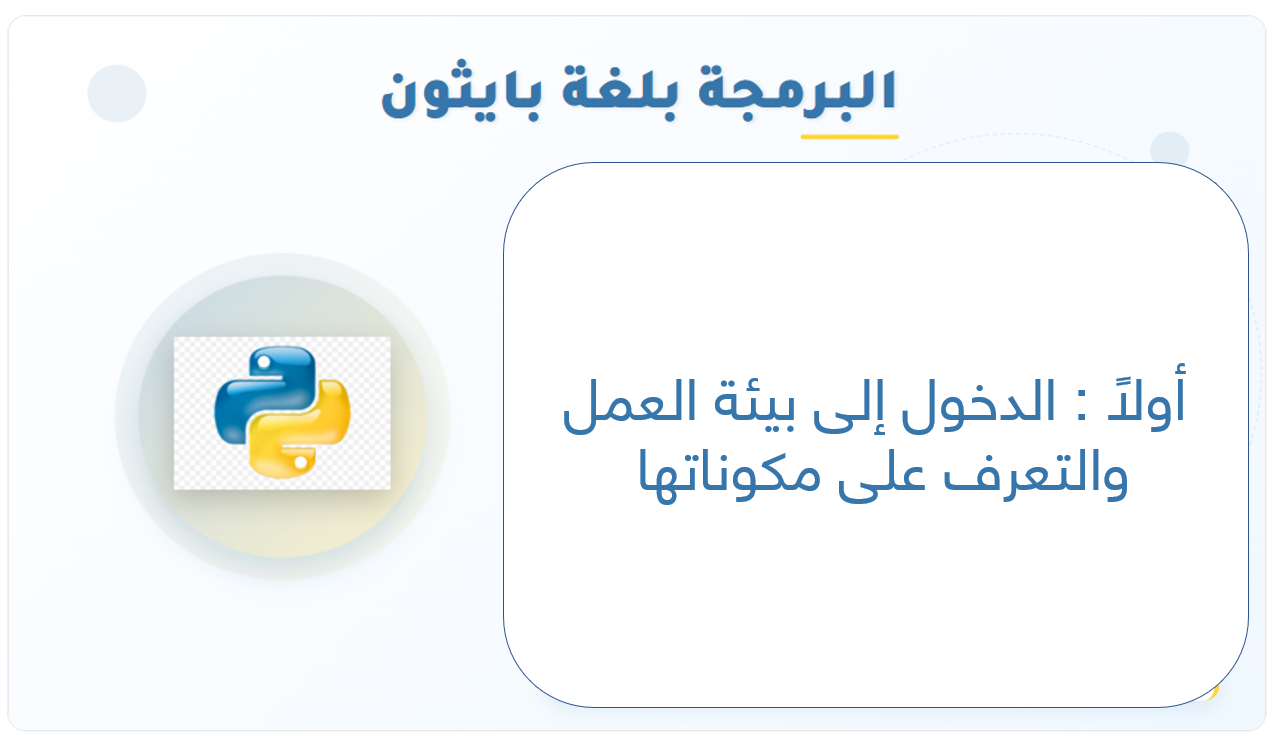 البرمجة بلغة بايثون
أولاً : الدخول إلى بيئة العمل
والتعرف على مكوناتها